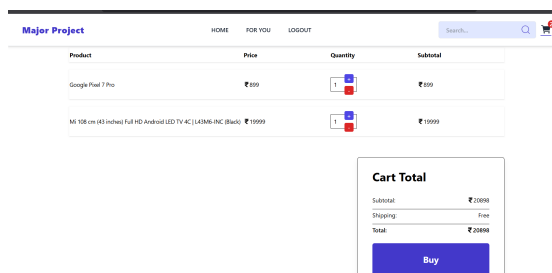 Major Project HOME FOR YOU LOGOUT Search...
Product Price Quantity Subtotal
Google Pixel 7 Pro ₹ 899 1 + - ₹ 899
Mi 108 cm (43 inches) Full HD Android LED TV 4C | L43M6-INC (Black) ₹ 19999 1 + - ₹ 19999
Cart Total
Subtotal: ₹ 20898
Shipping: Free
Total: ₹ 20898
Buy